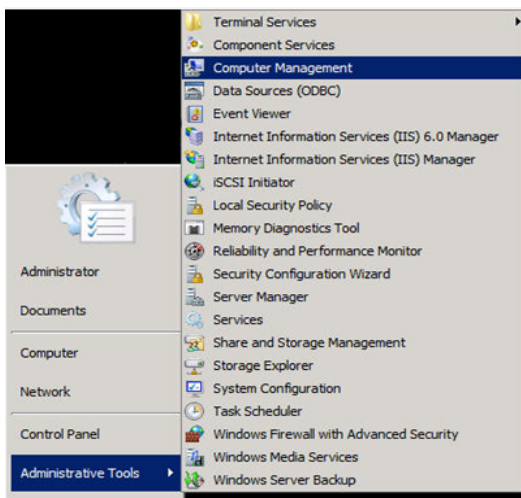 Terminal Services
Component Services
Computer Management
Data Sources (ODBC)
Event Viewer
Internet Information Services (IIS) 6.0 Manager
Internet Information Services (IIS) Manager
iSCSI Initiator
Local Security Policy
Memory Diagnostics Tool
Reliability and Performance Monitor
Security Configuration Wizard
Server Manager
Services
Share and Storage Management
Storage Explorer
System Configuration
Task Scheduler
Windows Firewall with Advanced Security
Windows Media Services
Windows Server Backup
Administrator
Documents
Computer
Network
Control Panel
Administrative Tools